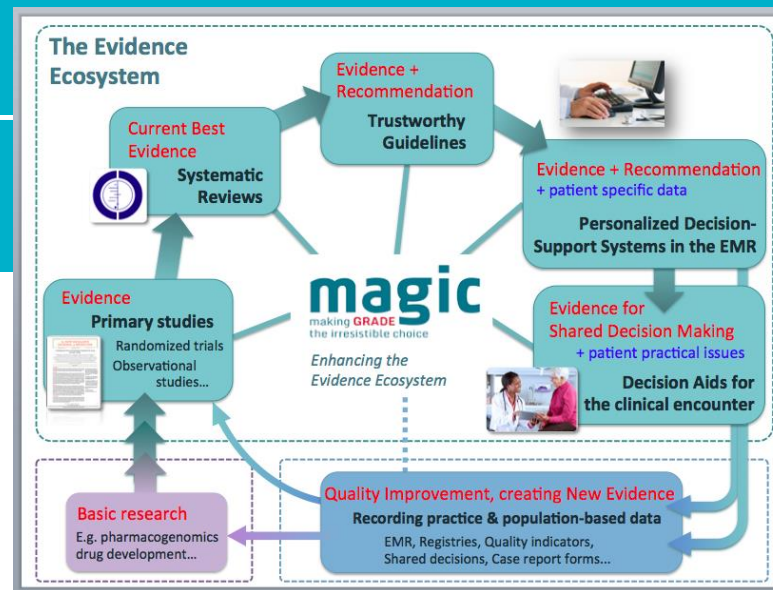 The Evidence
Ecosystem
Evidence +
Recommendation
Trustworthy
Guidelines
Current Best
Evidence
Systematic
Reviews
Evidence + Recommendation
+ patient specific data
Personalized Decision-
Support Systems in the EMR
Evidence
Primary studies
Randomized trials
Observational
studies...
magic
making GRADE
the irresistible choice
Enhancing the
Evidence Ecosystem
Evidence for
Shared Decision Making
+ patient practical issues
Decision Aids for
the clinical encounter
Basic research
E.g. pharmacogenomics
drug development...
Quality Improvement, creating New Evidence
Recording practice & population-based data
EMR, Registries, Quality indicators,
Shared decisions, Case report forms...